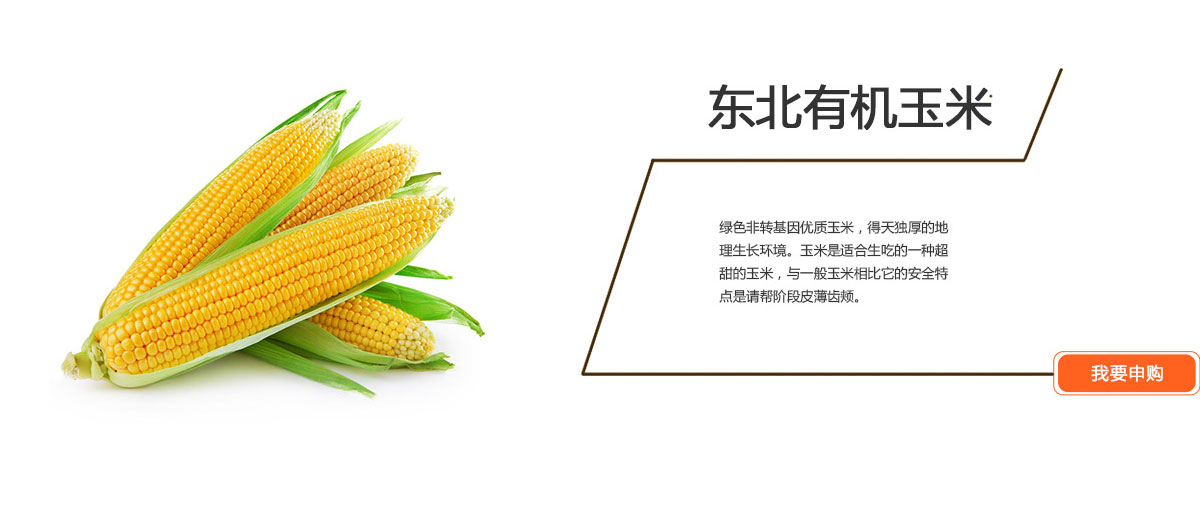 东北有机玉米
绿色非转基因优质玉米，得天独厚的地
理生长环境。玉米是适合生吃的一种超
甜的玉米，与一般玉米相比它的安全特
点是请帮阶段皮薄齿颊。
我要申购